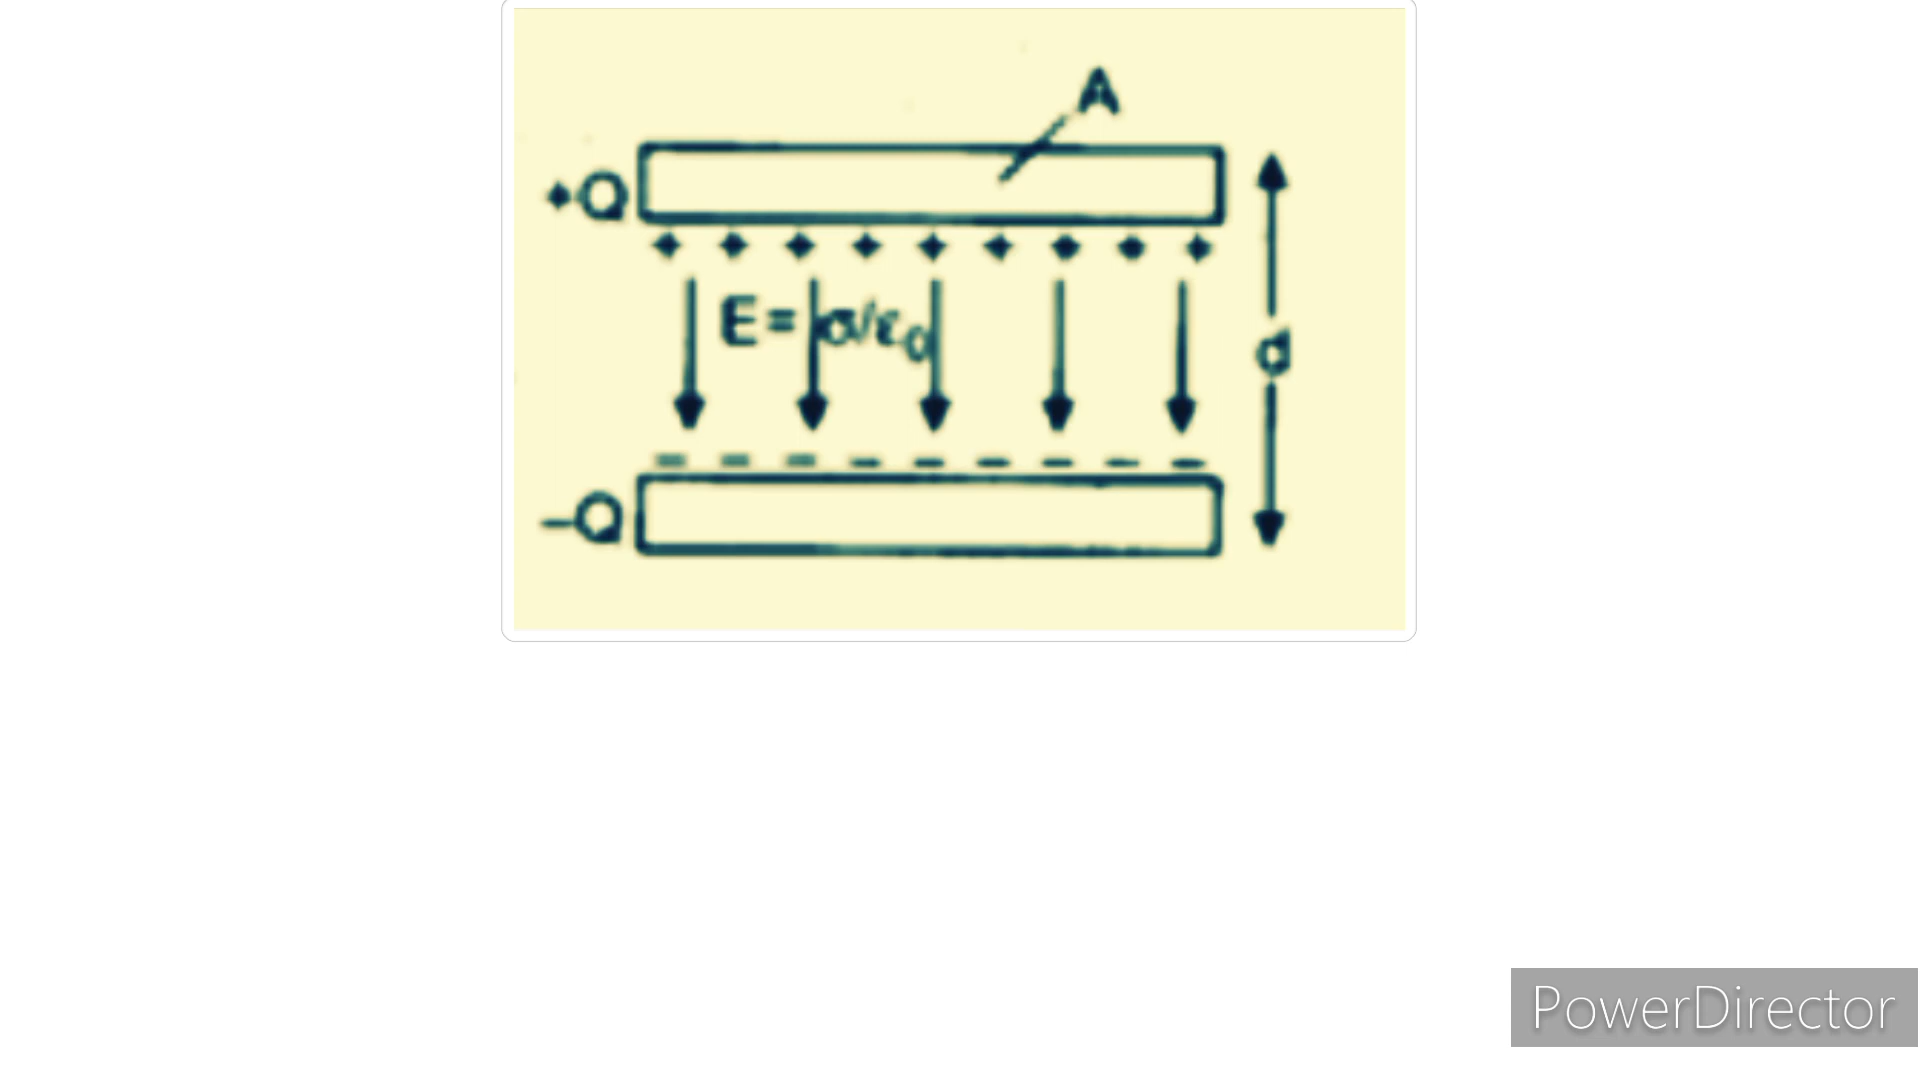 A
+Q
E = σ/ε₀
d
–Q
PowerDirector